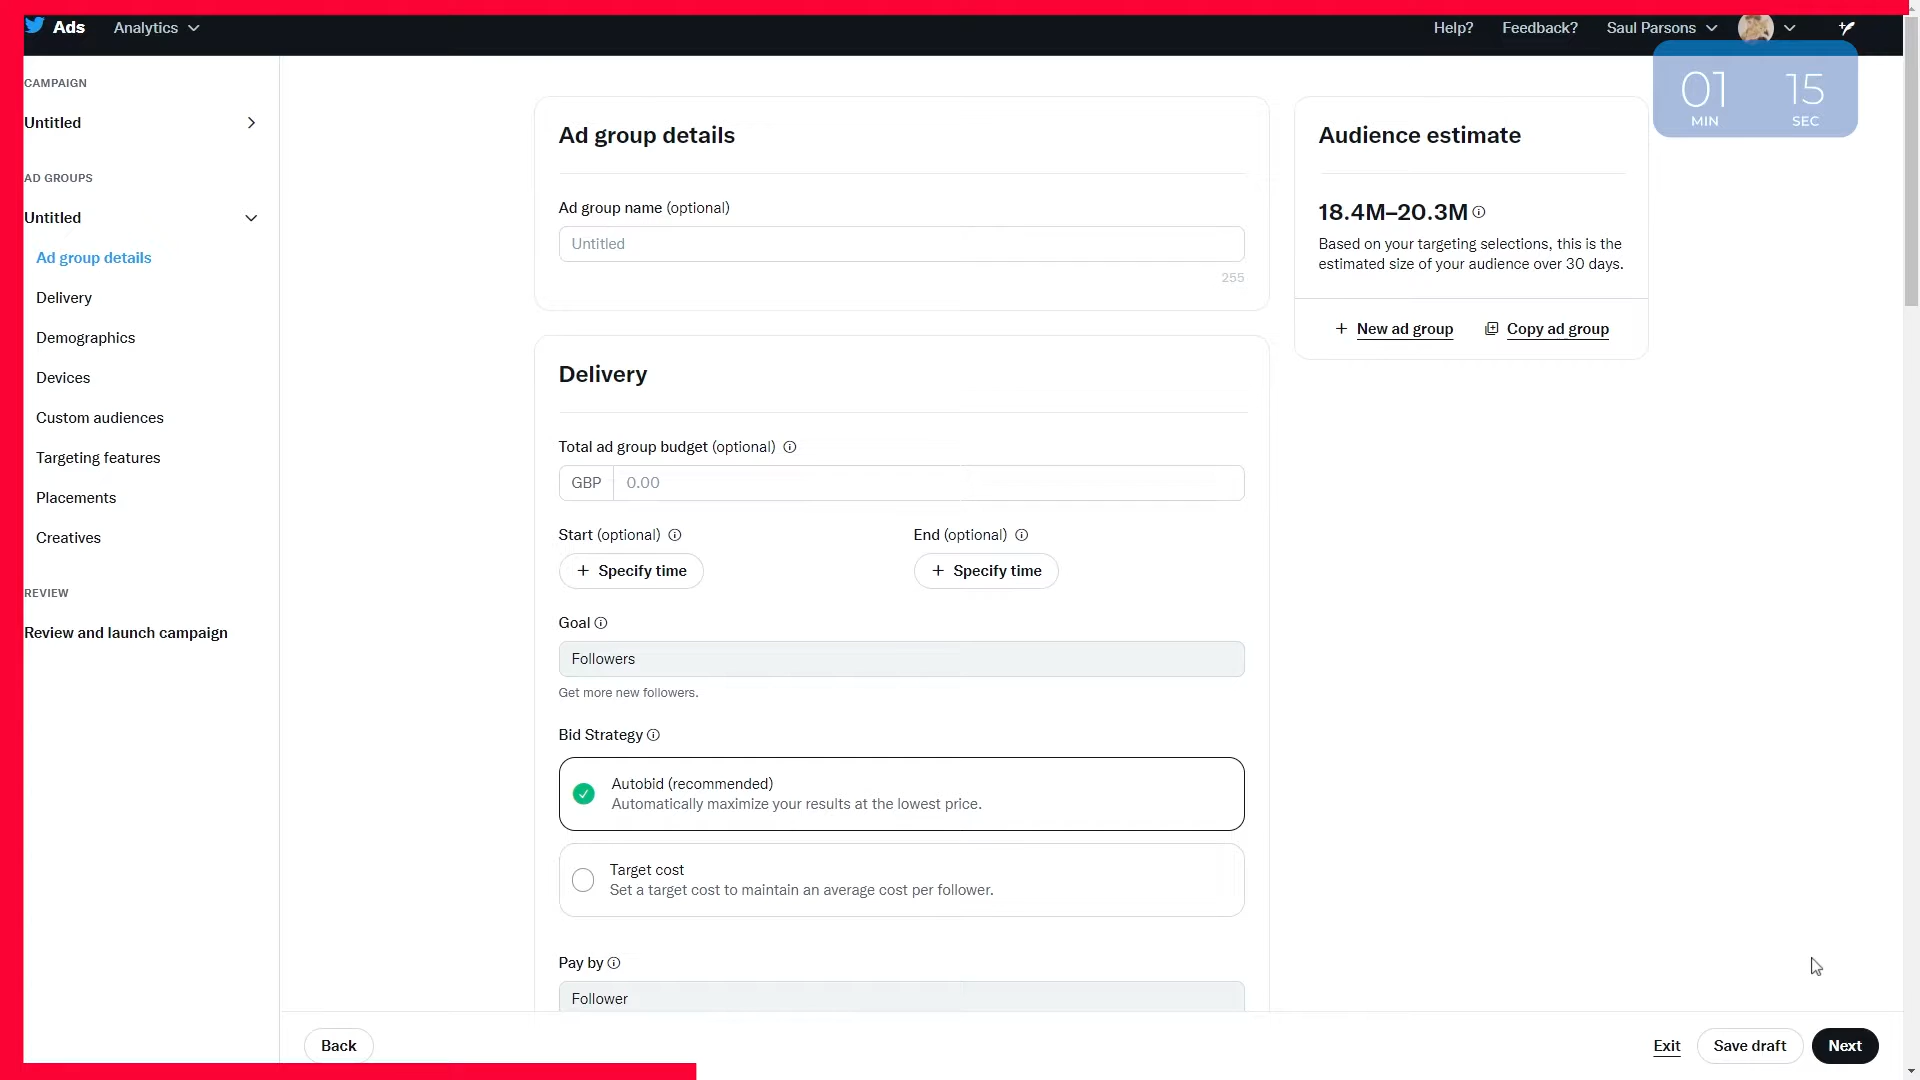 Ads
Analytics
Help?
Feedback?
Saul Parsons
01 MIN
15 SEC
CAMPAIGN
Untitled
AD GROUPS
Untitled
Ad group details
Delivery
Demographics
Devices
Custom audiences
Targeting features
Placements
Creatives
REVIEW
Review and launch campaign
Ad group details
Ad group name (optional)
Untitled
255
Delivery
Total ad group budget (optional)
GBP 0.00
Start (optional)
+ Specify time
End (optional)
+ Specify time
Goal
Followers
Get more new followers.
Bid Strategy
Autobid (recommended)
Automatically maximize your results at the lowest price.
Target cost
Set a target cost to maintain an average cost per follower.
Pay by
Follower
Audience estimate
18.4M–20.3M
Based on your targeting selections, this is the
estimated size of your audience over 30 days.
+ New ad group
Copy ad group
Back
Exit
Save draft
Next